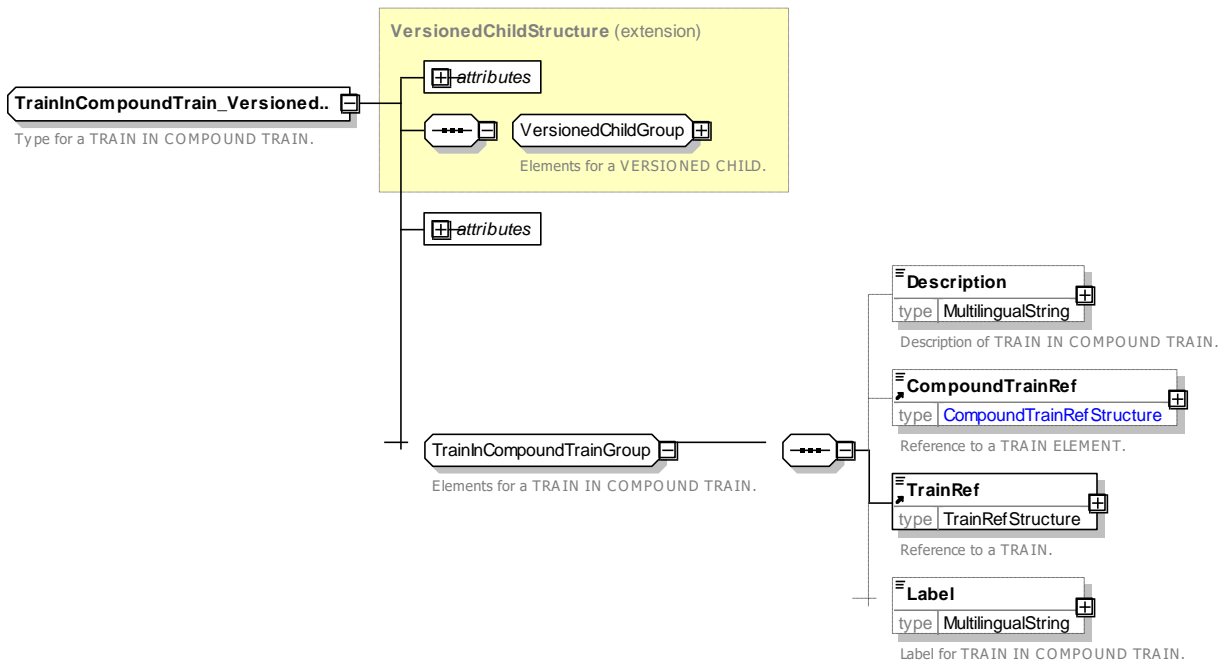 VersionedChildStructure (extension)
attributes
TrainInCompoundTrain_Versioned..
Type for a TRAIN IN COMPOUND TRAIN.
VersionedChildGroup
Elements for a VERSIONED CHILD.
attributes
Description
type MultilingualString
Description of TRAIN IN COMPOUND TRAIN.
CompoundTrainRef
type CompoundTrainRefStructure
Reference to a TRAIN ELEMENT.
TrainInCompoundTrainGroup
Elements for a TRAIN IN COMPOUND TRAIN.
TrainRef
type TrainRefStructure
Reference to a TRAIN.
Label
type MultilingualString
Label for TRAIN IN COMPOUND TRAIN.